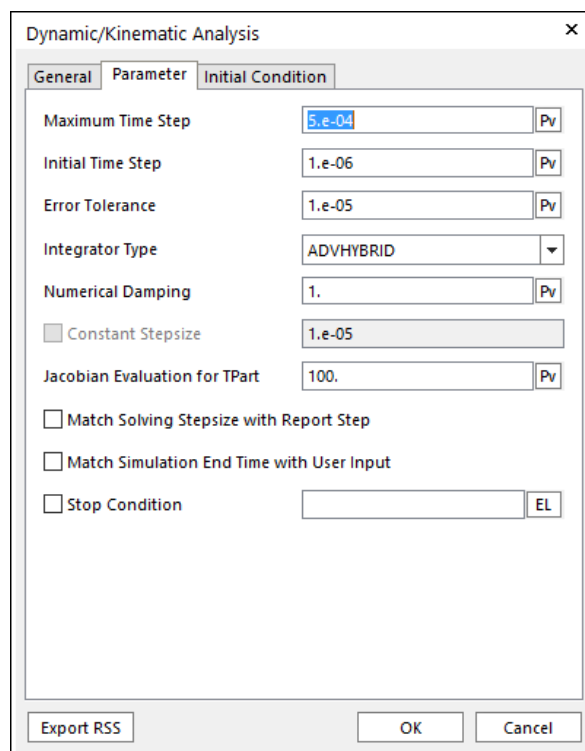 Dynamic/Kinematic Analysis
General Parameter Initial Condition
Maximum Time Step 5.e-04 Pv
Initial Time Step 1.e-06 Pv
Error Tolerance 1.e-05 Pv
Integrator Type ADVHYBRID
Numerical Damping 1. Pv
Constant Stepsize 1.e-05
Jacobian Evaluation for TPart 100. Pv
Match Solving Stepsize with Report Step
Match Simulation End Time with User Input
Stop Condition EL
Export RSS OK Cancel